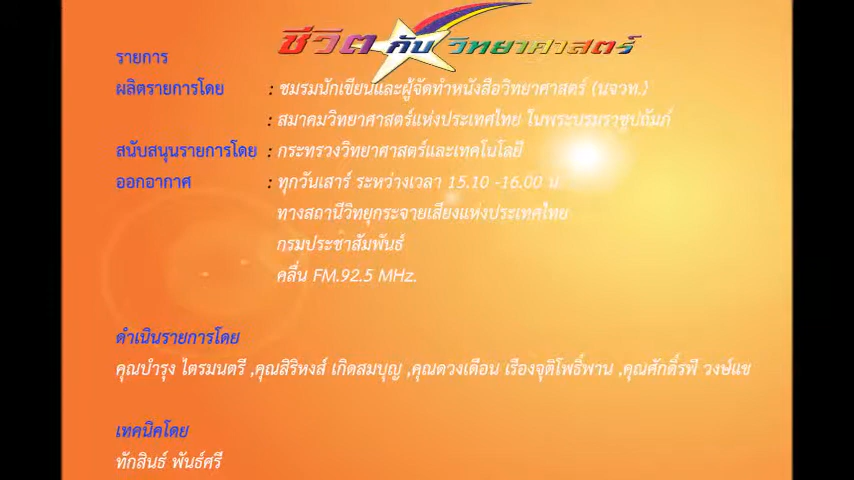 ชีวิต กับ วิทยาศาสตร์
รายการ
ผลิตรายการโดย : ชมรมนักเขียนและผู้จัดทำหนังสือวิทยาศาสตร์ (นจวท.)
: สมาคมวิทยาศาสตร์แห่งประเทศไทย ในพระบรมราชูปถัมภ์
สนับสนุนรายการโดย : กระทรวงวิทยาศาสตร์และเทคโนโลยี
ออกอากาศ : ทุกวันเสาร์ ระหว่างเวลา 15.10 -16.00 น
ทางสถานีวิทยุกระจายเสียงแห่งประเทศไทย
กรมประชาสัมพันธ์
คลื่น FM.92.5 MHz.
ดำเนินรายการโดย
คุณบำรุง ไตรมนตรี ,คุณสิริหงส์ เกิดสมบุญ ,คุณดวงเดือน เรืองจุติโพธิ์พาน ,คุณศักดิ์รพี วงษ์แข
เทคนิคโดย
ทักสินธ์ พันธ์ศรี